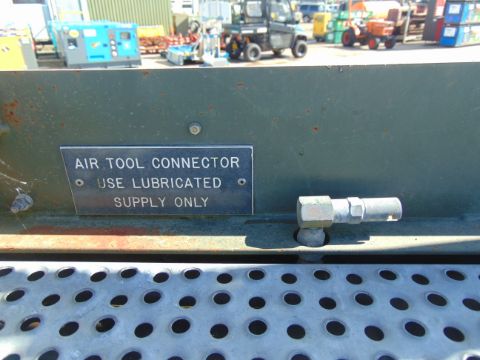 AIR TOOL CONNECTOR
USE LUBRICATED
SUPPLY ONLY